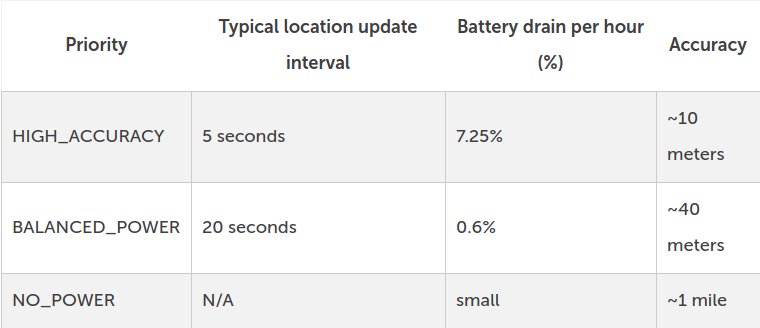 Priority
Typical location update
interval
Battery drain per hour
(%)
Accuracy
HIGH_ACCURACY
5 seconds
7.25%
~10
meters
BALANCED_POWER
20 seconds
0.6%
~40
meters
NO_POWER
N/A
small
~1 mile